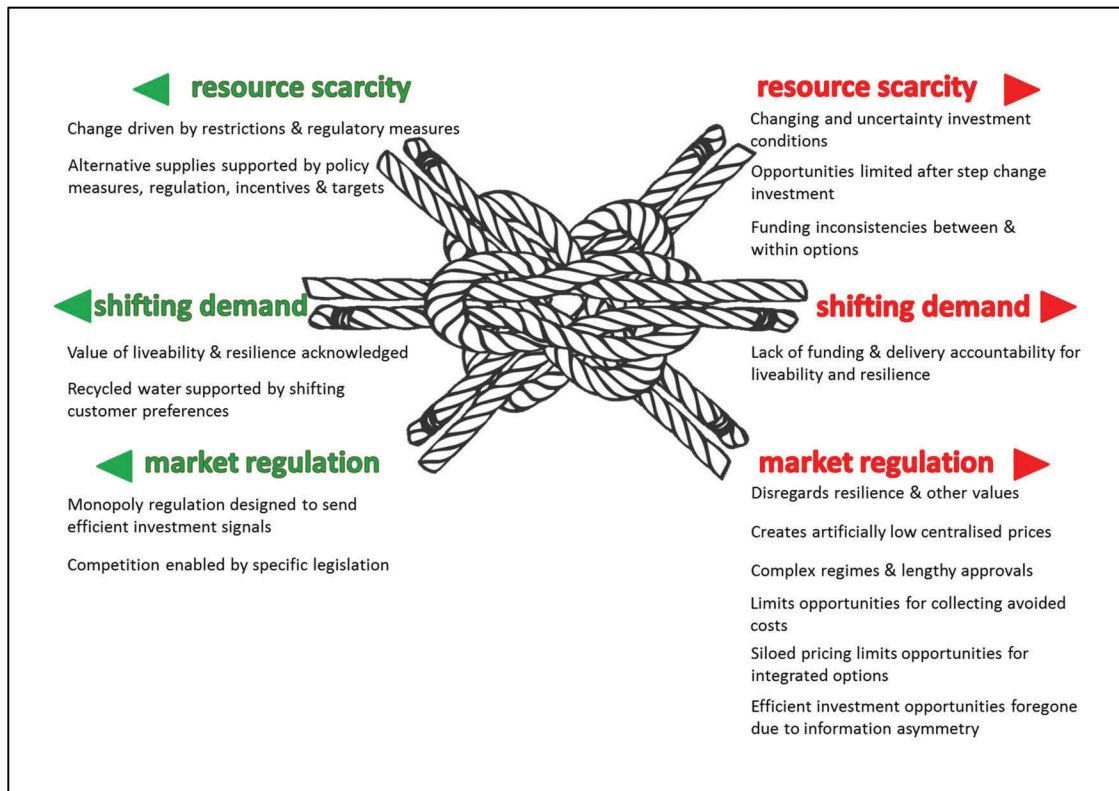 resource scarcity
Change driven by restrictions & regulatory measures
Alternative supplies supported by policy
measures, regulation, incentives & targets
shifting demand
Value of liveability & resilience acknowledged
Recycled water supported by shifting
customer preferences
market regulation
Monopoly regulation designed to send
efficient investment signals
Competition enabled by specific legislation
resource scarcity
Changing and uncertainty investment
conditions
Opportunities limited after step change
investment
Funding inconsistencies between &
within options
shifting demand
Lack of funding & delivery accountability for
liveability and resilience
market regulation
Disregards resilience & other values
Creates artificially low centralised prices
Complex regimes & lengthy approvals
Limits opportunities for collecting avoided
costs
Siloed pricing limits opportunities for
integrated options
Efficient investment opportunities foregone
due to information asymmetry